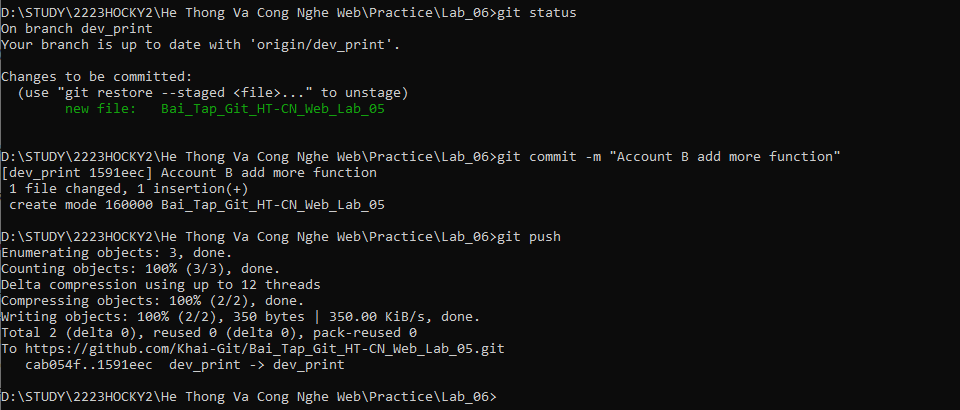 D:\STUDY\2223HOCKY2\He Thong Va Cong Nghe Web\Practice\Lab_06>git status
On branch dev_print
Your branch is up to date with 'origin/dev_print'.
Changes to be committed:
  (use "git restore --staged <file>..." to unstage)
        new file:   Bai_Tap_Git_HT-CN_Web_Lab_05
D:\STUDY\2223HOCKY2\He Thong Va Cong Nghe Web\Practice\Lab_06>git commit -m "Account B add more function"
[dev_print 1591eec] Account B add more function
 1 file changed, 1 insertion(+)
 create mode 160000 Bai_Tap_Git_HT-CN_Web_Lab_05
D:\STUDY\2223HOCKY2\He Thong Va Cong Nghe Web\Practice\Lab_06>git push
Enumerating objects: 3, done.
Counting objects: 100% (3/3), done.
Delta compression using up to 12 threads
Compressing objects: 100% (2/2), done.
Writing objects: 100% (2/2), 350 bytes | 350.00 KiB/s, done.
Total 2 (delta 0), reused 0 (delta 0), pack-reused 0
To https://github.com/Khai-Git/Bai_Tap_Git_HT-CN_Web_Lab_05.git
   cab054f..1591eec  dev_print -> dev_print
D:\STUDY\2223HOCKY2\He Thong Va Cong Nghe Web\Practice\Lab_06>